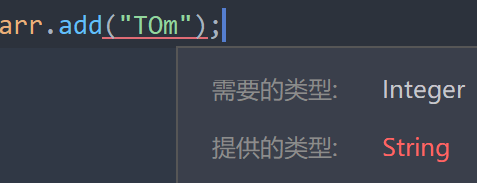 arr.add("TOm");
需要的类型: Integer
提供的类型: String